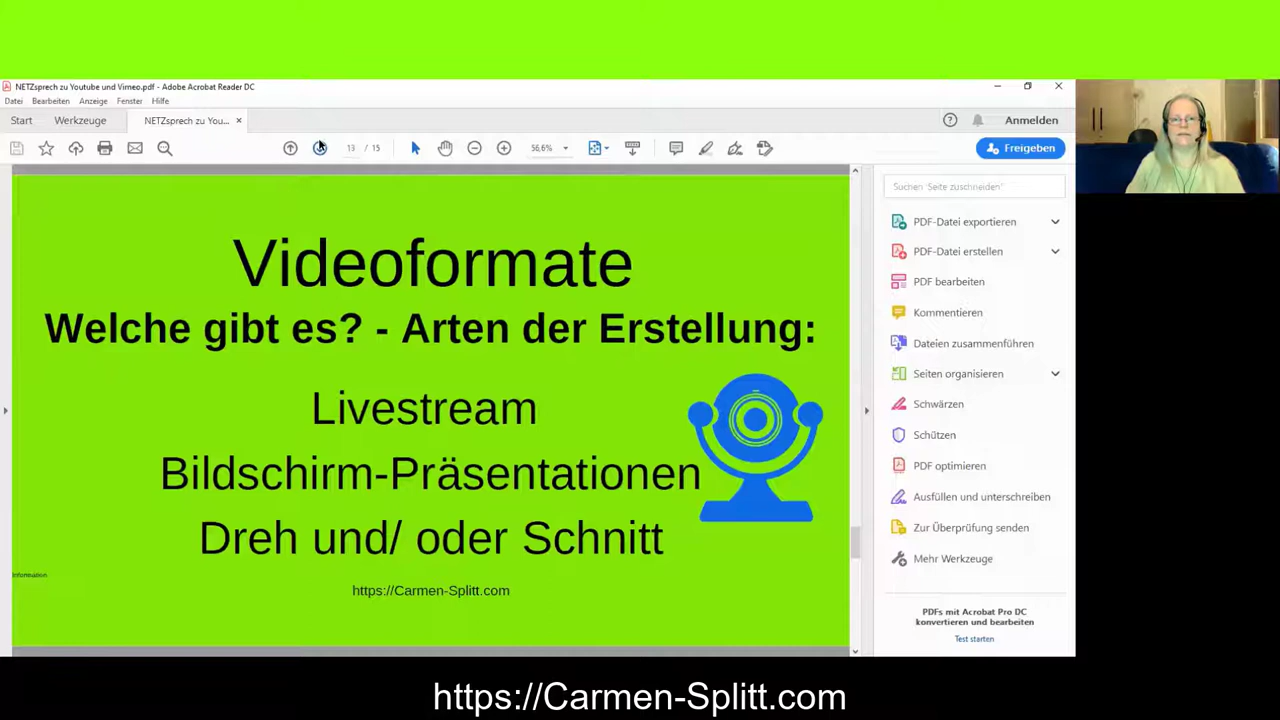 NETZsprech zu Youtube und Vimeo.pdf - Adobe Acrobat Reader DC
Datei Bearbeiten Anzeige Fenster Hilfe
Start Werkzeuge NETZsprech zu You... × Anmelden
13 / 15 56,6% Freigeben
Videoformate
Welche gibt es? - Arten der Erstellung:
Livestream
Bildschirm-Präsentationen
Dreh und/ oder Schnitt
Information
https://Carmen-Splitt.com
Suchen 'Seite zuschneiden'
PDF-Datei exportieren
PDF-Datei erstellen
PDF bearbeiten
Kommentieren
Dateien zusammenführen
Seiten organisieren
Schwärzen
Schützen
PDF optimieren
Ausfüllen und unterschreiben
Zur Überprüfung senden
Mehr Werkzeuge
PDFs mit Acrobat Pro DC
konvertieren und bearbeiten
Test starten
https://Carmen-Splitt.com